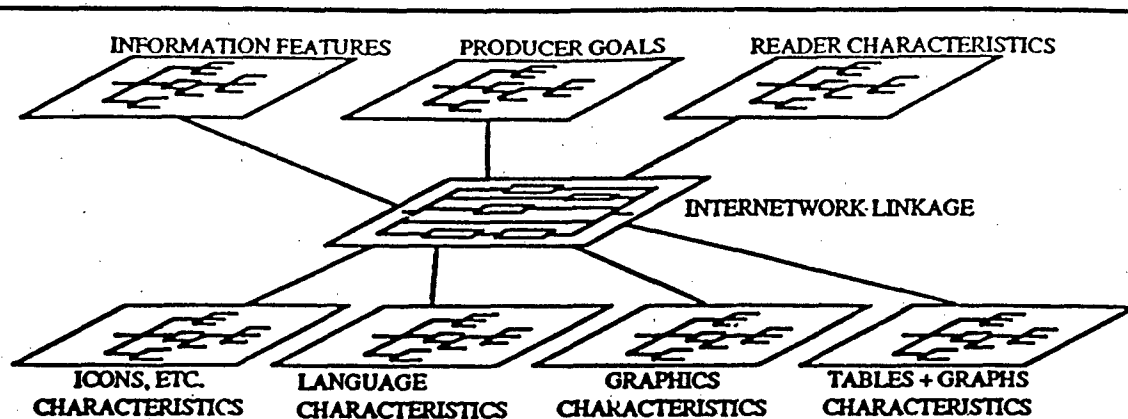 INFORMATION FEATURES
PRODUCER GOALS
READER CHARACTERISTICS
INTERNETWORK LINKAGE
ICONS, ETC.
CHARACTERISTICS
LANGUAGE
CHARACTERISTICS
GRAPHICS
CHARACTERISTICS
TABLES + GRAPHS
CHARACTERISTICS